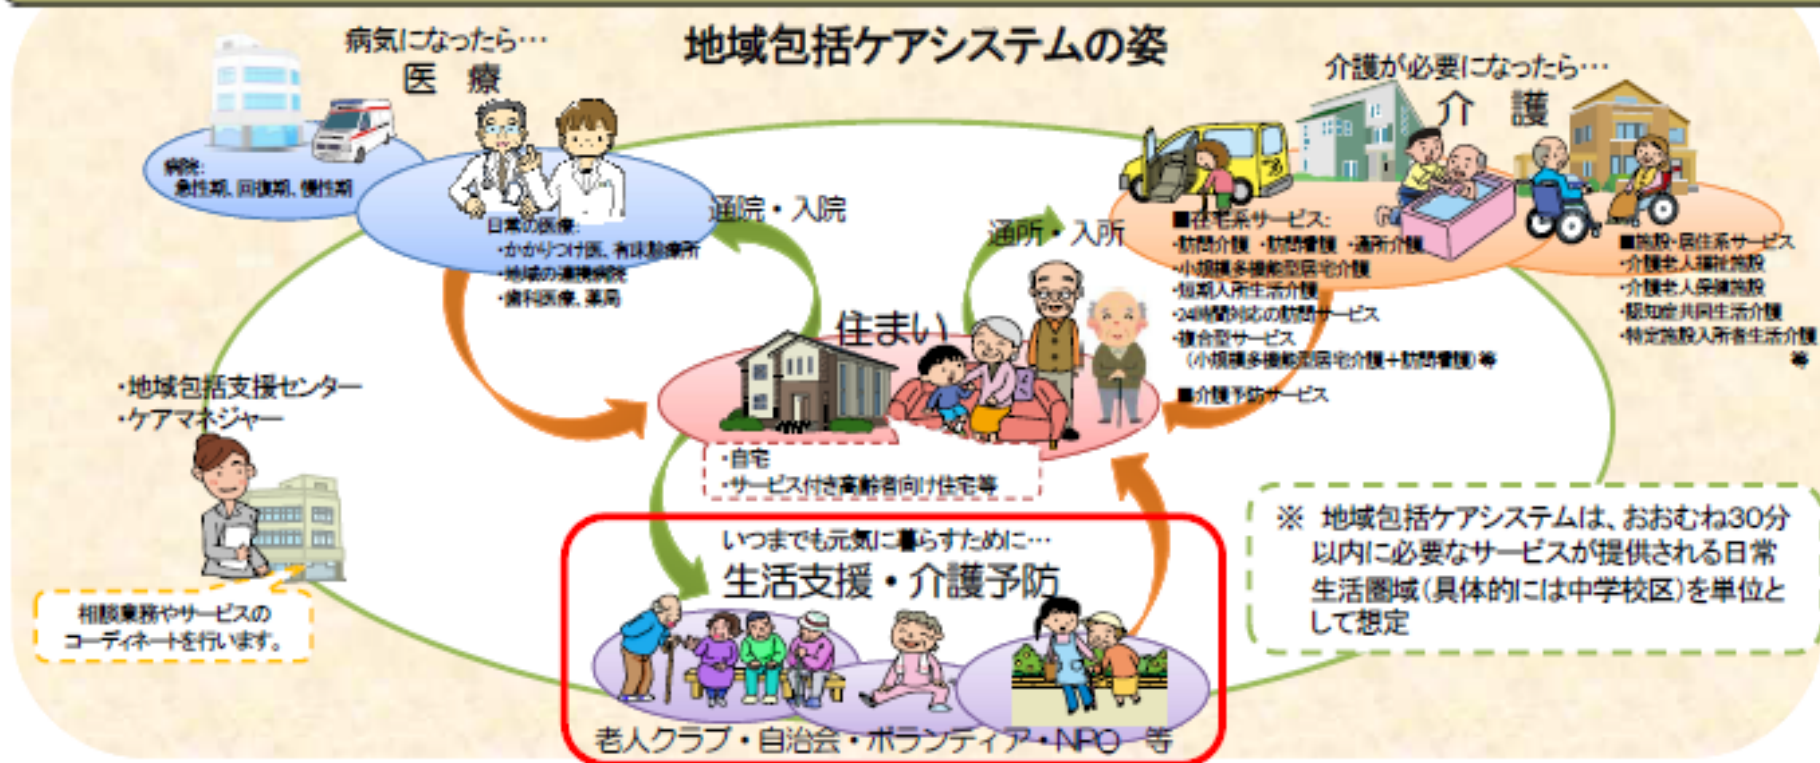 地域包括ケアシステムの姿
病気になったら…
医 療
病院:
急性期、回復期、慢性期
日常の医療:
・かかりつけ医、有床診療所
・地域の連携病院
・歯科医療、薬局
通院・入院
通所・入所
介護が必要になったら…
介 護
■在宅系サービス:
・訪問介護 ・訪問看護 ・通所介護
・小規模多機能型居宅介護
・短期入所生活介護
・24時間対応の訪問サービス
・複合型サービス
(小規模多機能型居宅介護+訪問看護)等
■介護予防サービス
■施設・居住系サービス
・介護老人福祉施設
・介護老人保健施設
・認知症共同生活介護
・特定施設入所者生活介護
等
住まい
・自宅
・サービス付き高齢者向け住宅等
・地域包括支援センター
・ケアマネジャー
相談業務やサービスの
コーディネートを行います。
いつまでも元気に暮らすために…
生活支援・介護予防
老人クラブ・自治会・ボランティア・NPO 等
※ 地域包括ケアシステムは、おおむね30分
以内に必要なサービスが提供される日常
生活圏域(具体的には中学校区)を単位と
して想定